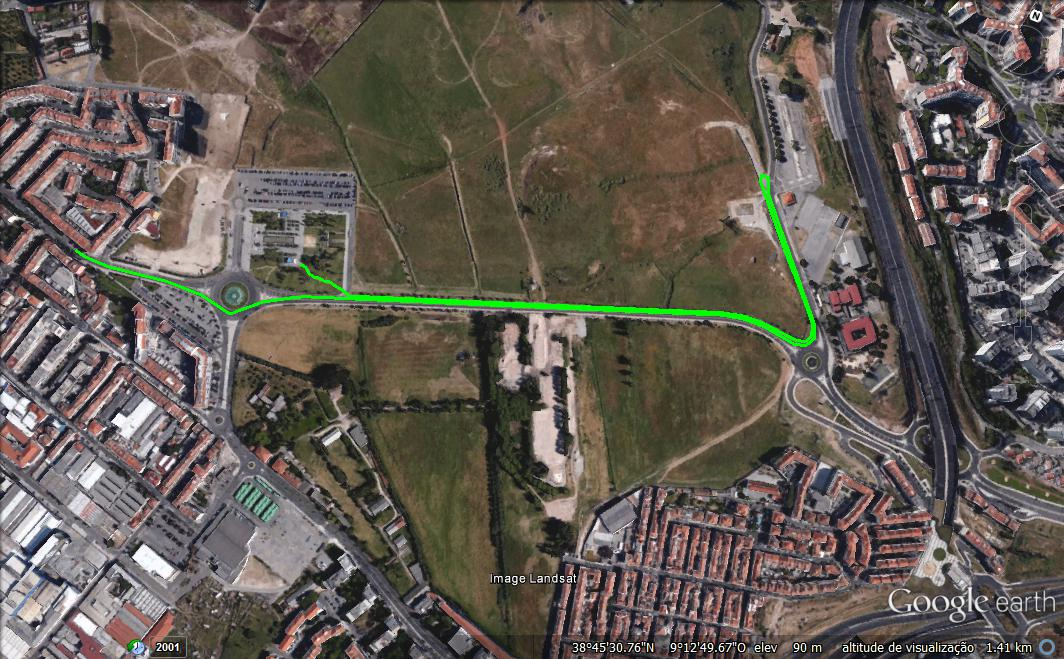 N
Image Landsat
Google earth
2001
38°45'30.76"N 9°12'49.67"O elev 90 m altitude de visualização 1.41 km